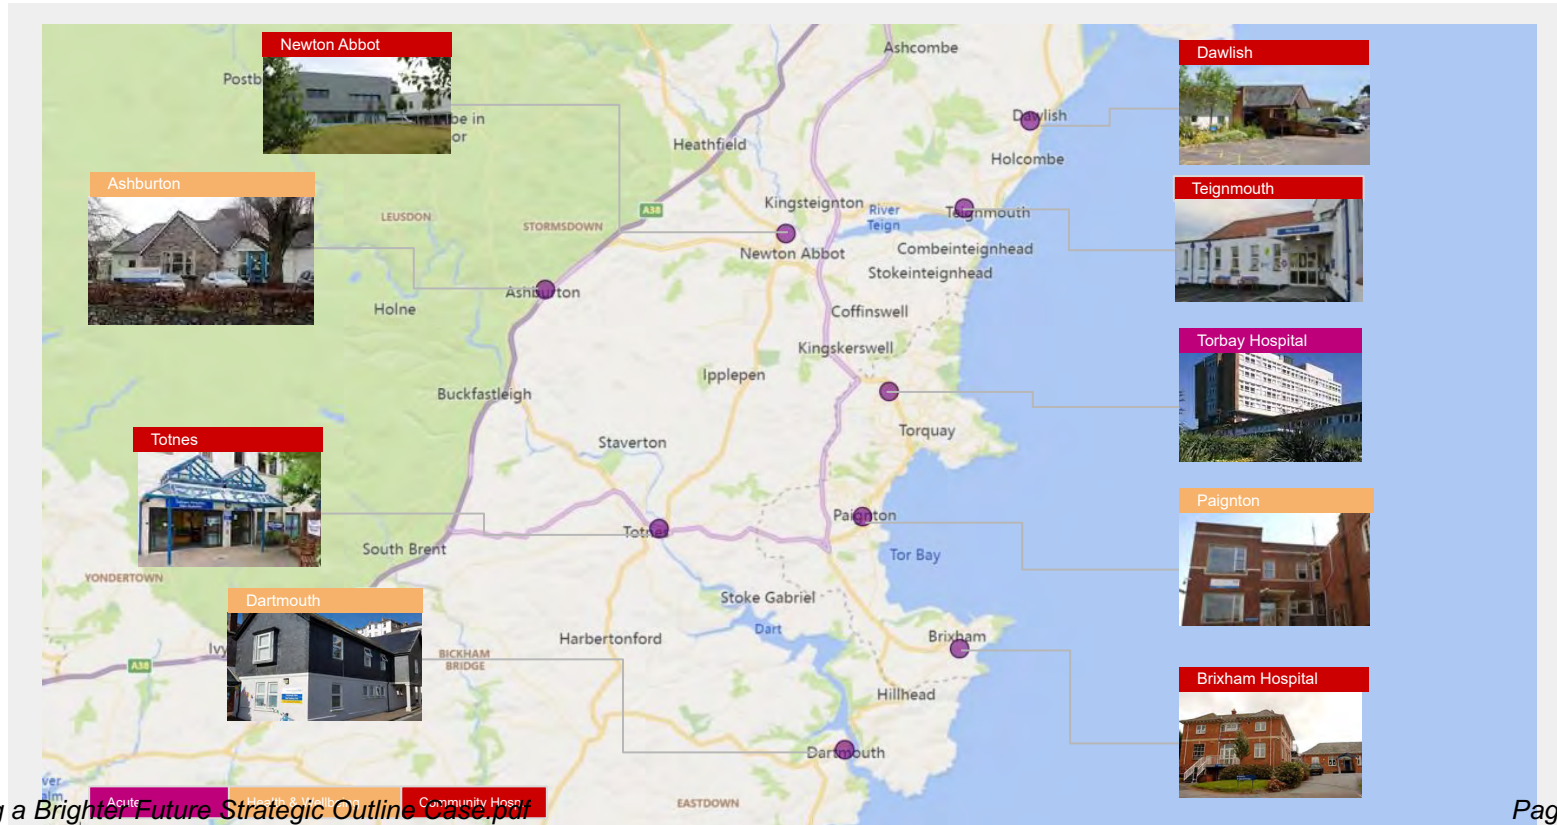 Newton Abbot
Dawlish
Ashcombe
Postb
be in
or
Dawlish
Heathfield
Holcombe
Ashburton
Teignmouth
LEUSDON
A38
Kingsteignton
River
Teign
Teignmouth
STORMSDOWN
Newton Abbot
Combeinteignhead
Stokeinteignhead
Ashburton
Holne
Coffinswell
Kingskerswell
Torbay Hospital
Ipplepen
Buckfastleigh
Torquay
Totnes
Staverton
Paignton
Paignton
Totnes
South Brent
Tor Bay
YONDERTOWN
Dartmouth
Stoke Gabriel
Dart
Harbertonford
Brixham
Ivy
BICKHAM
BRIDGE
A38
Brixham Hospital
Hillhead
Dartmouth
EASTDOWN
Acute
Health & Wellbeing
Community Hosp
g a Brighter Future Strategic Outline Case.pdf
Pag